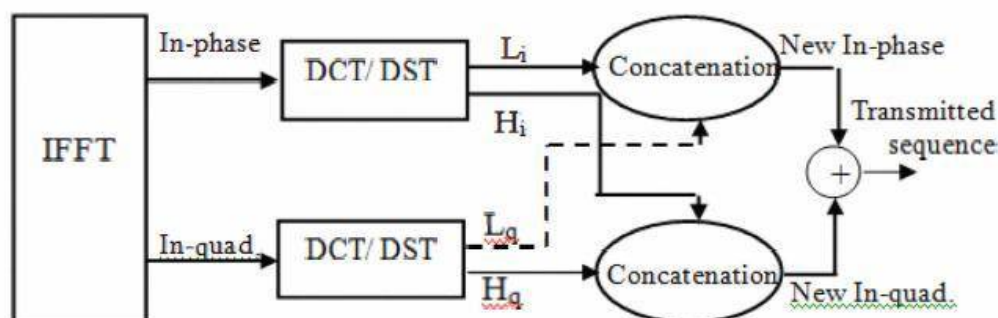 In-phase
DCT/ DST
Li
Hi
Concatenation
New In-phase
IFFT
Transmitted
sequence
+
In-quad.
DCT/ DST
Lq
Hq
Concatenation
New In-quad.